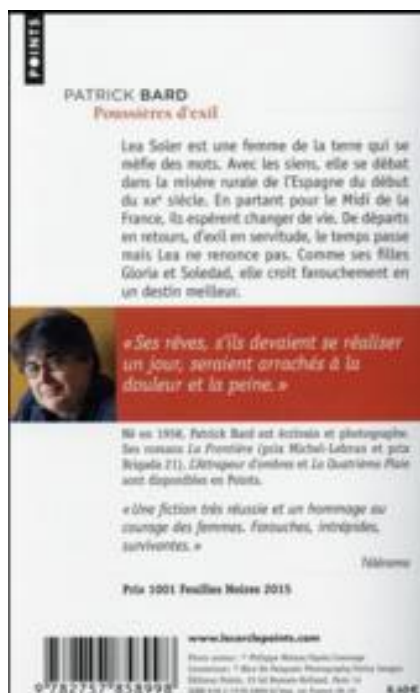 POINTS
PATRICK BARD
Poussières d'exil
Lea Soler est une femme de la terre qui se
méfie des mots. Avec les siens, elle se débat
dans la misère rurale de l'Espagne du début
du XXe siècle. En partant pour le Midi de la
France, ils espèrent changer de vie. De départs
en retours, d'exil en servitude, le temps passe
mais Lea ne renonce pas. Comme ses filles
Gloria et Soledad, elle croit farouchement en
un destin meilleur.
« Ses rêves, s'ils devaient se réaliser
un jour, seraient arrachés à la
douleur et la peine. »
Né en 1958, Patrick Bard est écrivain et photographe.
Ses romans La Frontière (prix Michel-Lebrun et prix
Brigada 21), L'Attrapeur d'ombres et La Quatrième Plaie
sont disponibles en Points.
« Une fiction très réussie et un hommage au
courage des femmes. Farouches, intrépides,
survivantes. »
Télérama
Prix 1001 Feuilles Noires 2015
www.lecerclepoints.com
9 782757 858998